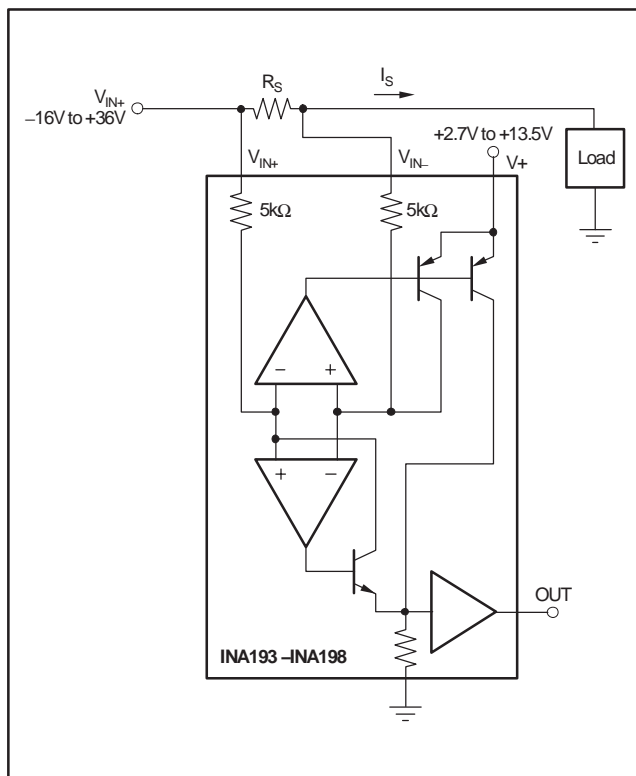 R_S
I_S
V_IN+
–16V to +36V
+2.7V to +13.5V
Load
V_IN+
V_IN–
V+
5kΩ
5kΩ
– +
+ –
OUT
INA193 –INA198